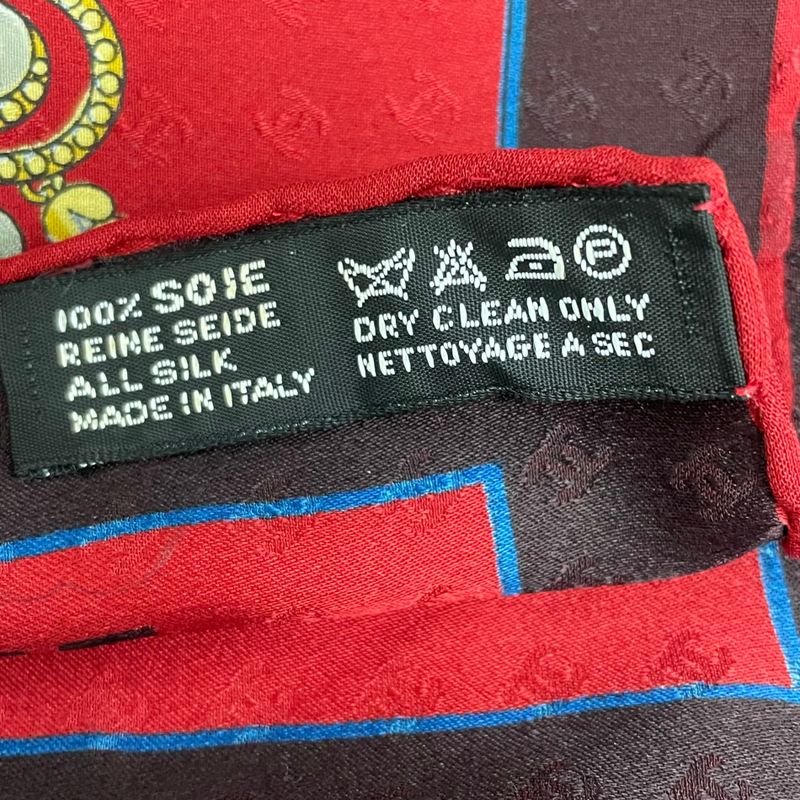 100% SOIE
REINE SEIDE
ALL SILK
MADE IN ITALY
P
DRY CLEAN ONLY
NETTOYAGE A SEC